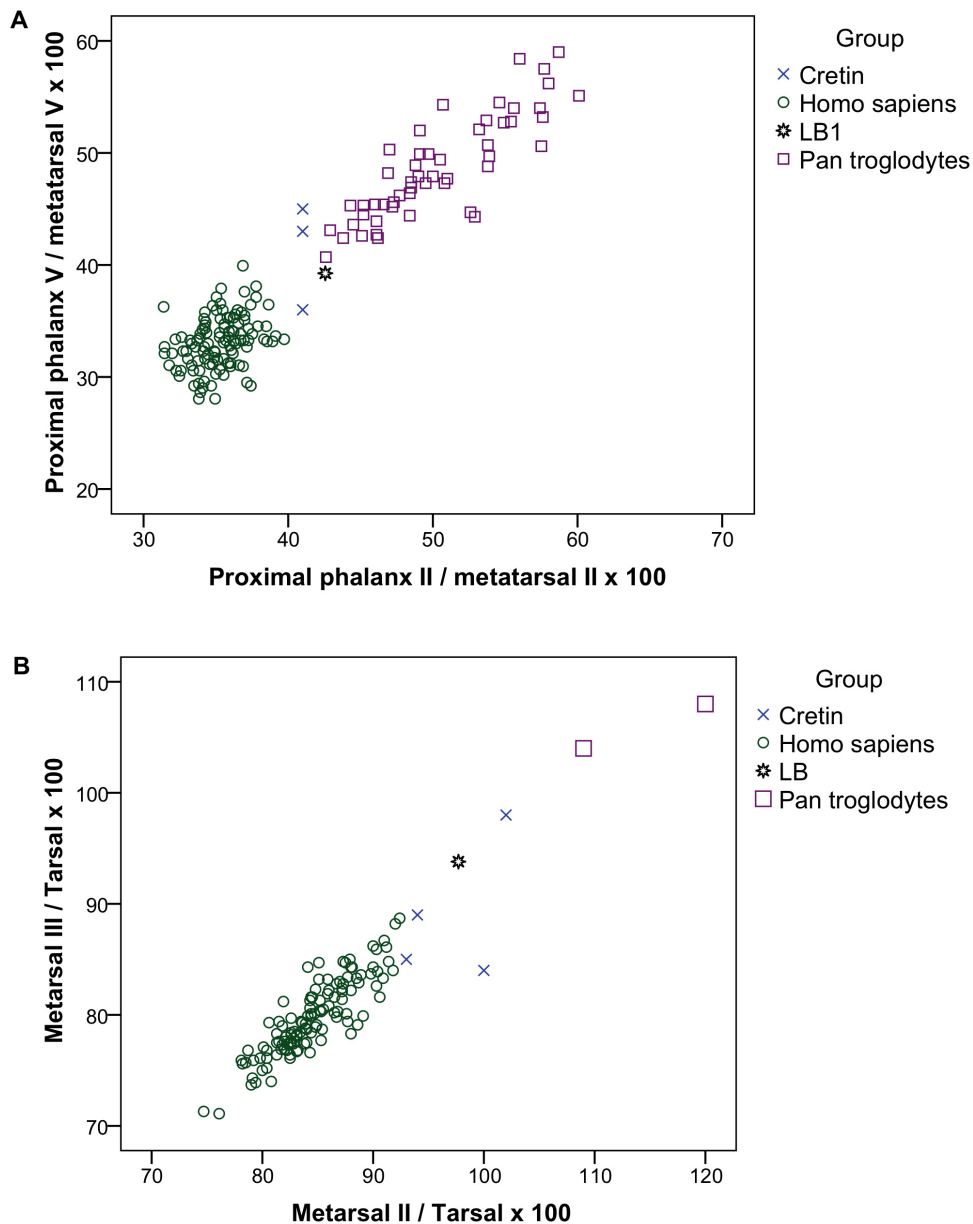 A
Proximal phalanx V / metatarsal V x 100
60
50
40
30
20
30 40 50 60 70
Proximal phalanx II / metatarsal II x 100
Group
Cretin
Homo sapiens
LB1
Pan troglodytes
B
Metarsal III / Tarsal x 100
110
100
90
80
70
70 80 90 100 110 120
Metarsal II / Tarsal x 100
Group
Cretin
Homo sapiens
LB
Pan troglodytes